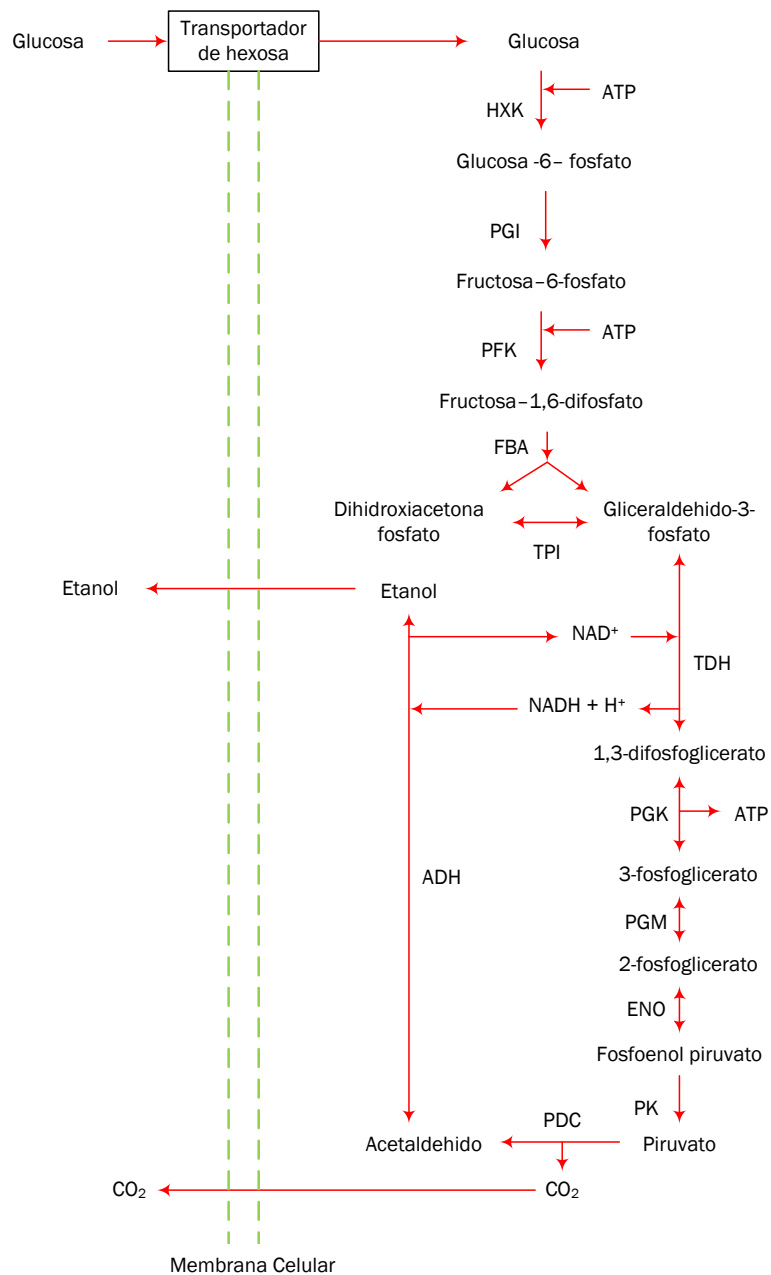 Glucosa
Transportador
de hexosa
Glucosa
ATP
HXK
Glucosa -6– fosfato
PGI
Fructosa–6-fosfato
ATP
PFK
Fructosa–1,6-difosfato
FBA
Dihidroxiacetona
fosfato
Gliceraldehido-3-
fosfato
TPI
Etanol
Etanol
NAD⁺
TDH
NADH + H⁺
1,3-difosfoglicerato
PGK
ATP
ADH
3-fosfoglicerato
PGM
2-fosfoglicerato
ENO
Fosfoenol piruvato
PK
PDC
Acetaldehido
Piruvato
CO₂
CO₂
Membrana Celular